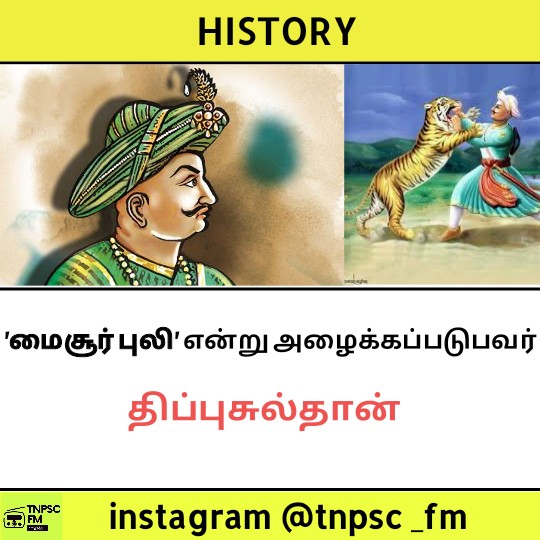 HISTORY
'மைசூர் புலி' என்று அழைக்கப்படுபவர்
திப்புசுல்தான்
TNPSC
FM
instagram @tnpsc _fm